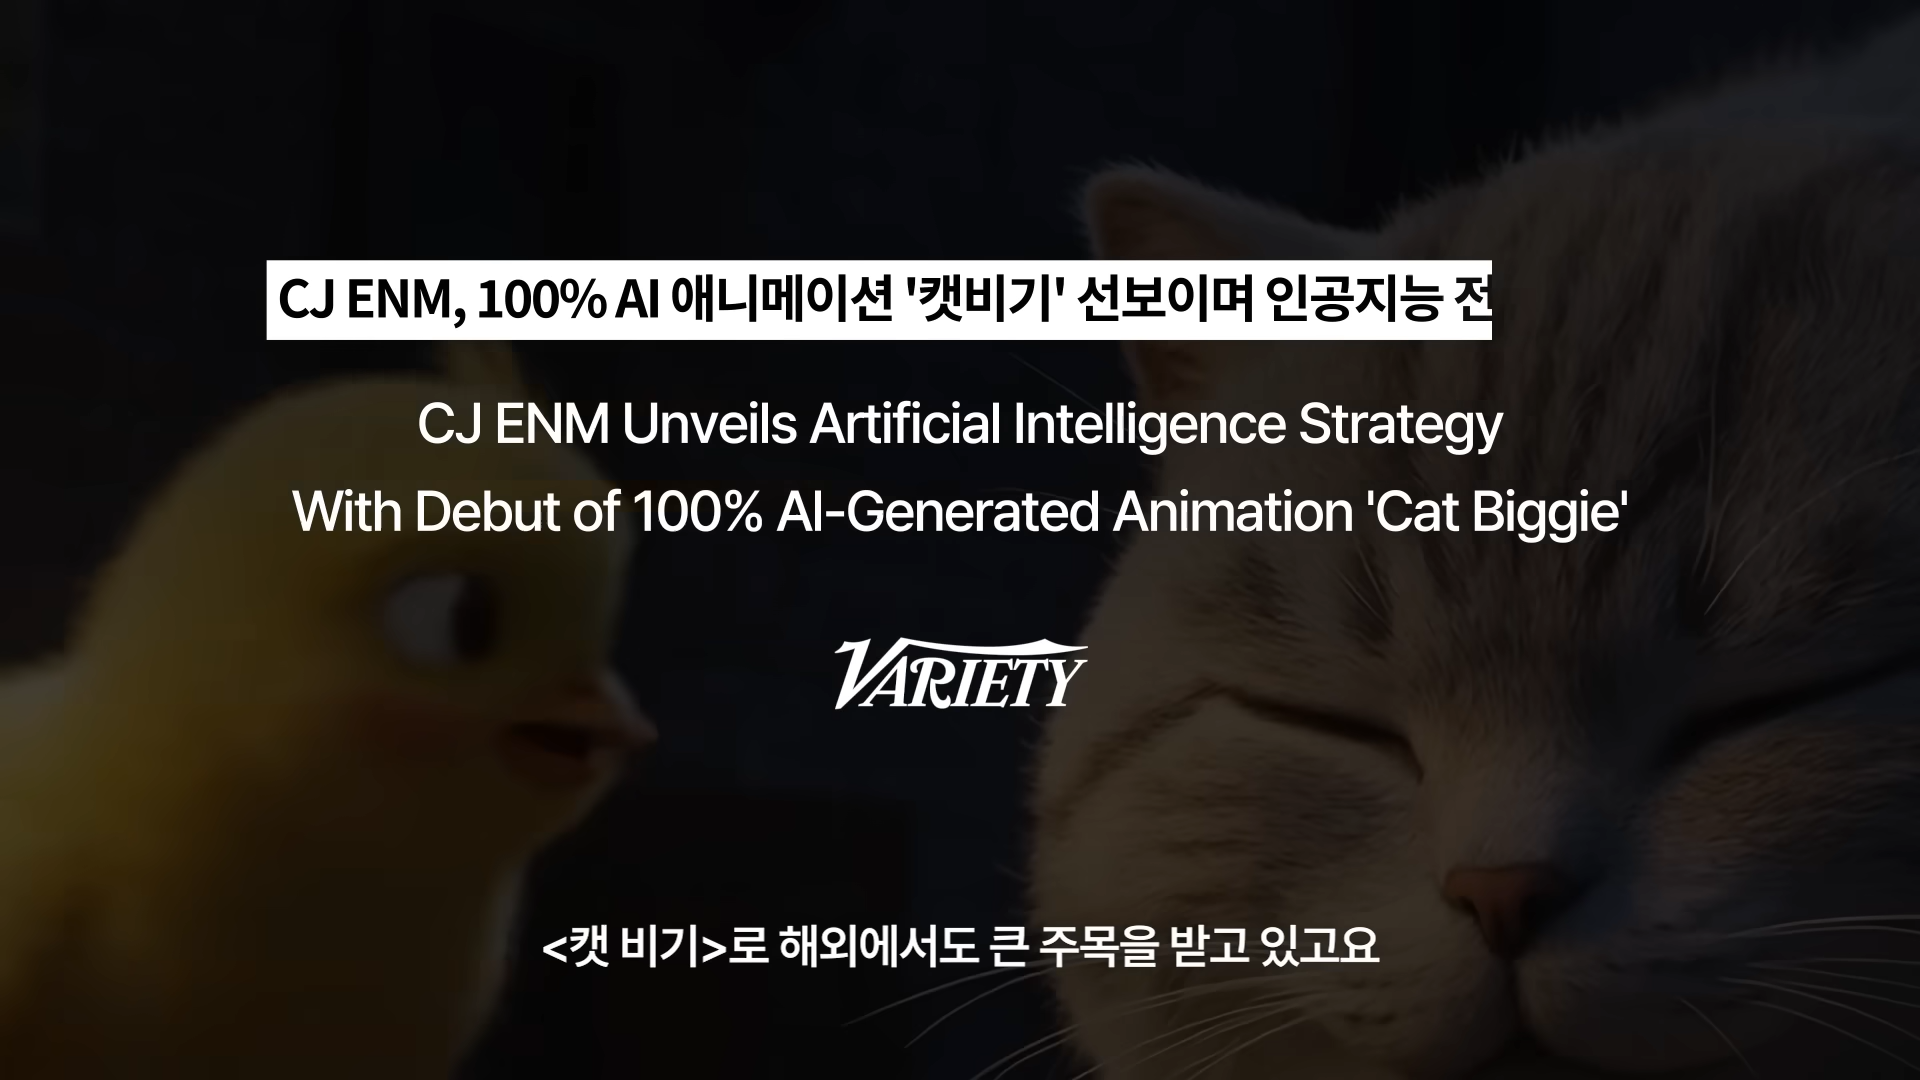 CJ ENM, 100% AI 애니메이션 '캣비기' 선보이며 인공지능 전
CJ ENM Unveils Artificial Intelligence Strategy
With Debut of 100% AI-Generated Animation 'Cat Biggie'
VARIETY
<캣 비기>로 해외에서도 큰 주목을 받고 있고요